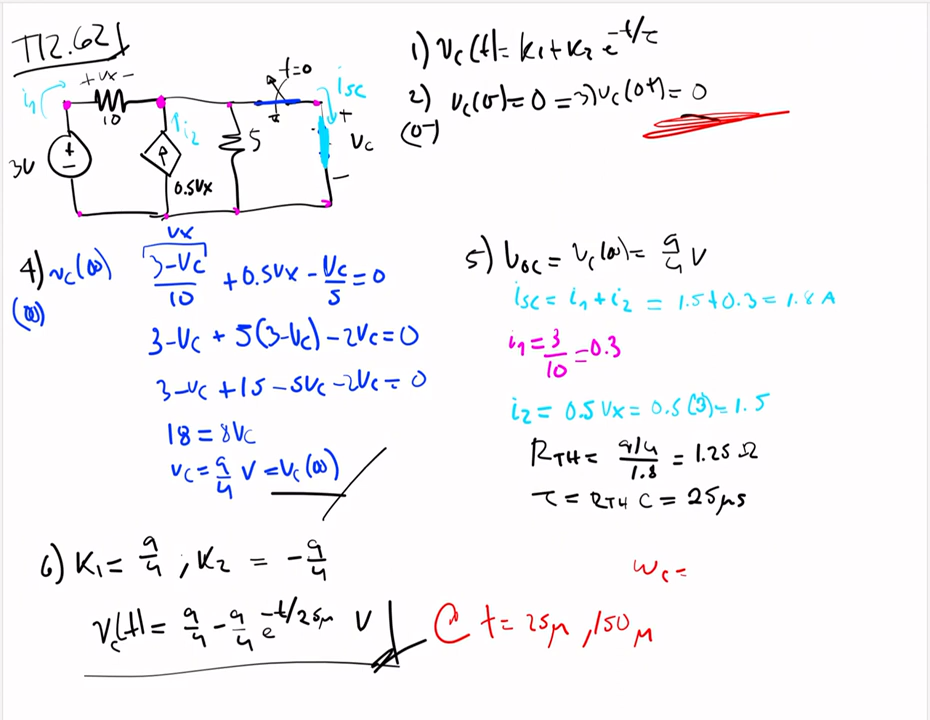 T12.62
+ Vx -
i1
10
t=0
isc
i2
5
+
Vc
-
3V
+
-
0.5Vx
1) Vc(t)= K1+K2 e^-t/τ
2) Vc(0-)=0 => Vc(0+)=0
(0-)
4) Vc(∞)
(∞)
Vx
3-Vc/10 + 0.5Vx - Vc/5 = 0
3-Vc + 5(3-Vc) - 2Vc = 0
3-Vc +15 -5Vc -2Vc = 0
18 = 8Vc
Vc = 9/4 V = Vc(∞)
5) Voc = Vc(∞) = 9/4 V
isc = i1 + i2 = 1.5+0.3 = 1.8 A
i1 = 3/10 = 0.3
i2 = 0.5 Vx = 0.5(3) = 1.5
RTH = 9/4/1.8 = 1.25 Ω
τ = RTH C = 25μs
6) K1 = 9/4 , K2 = -9/4
Vc(t) = 9/4 - 9/4 e^-t/25μ V
Wc =
@ t= 25μ, 150μ